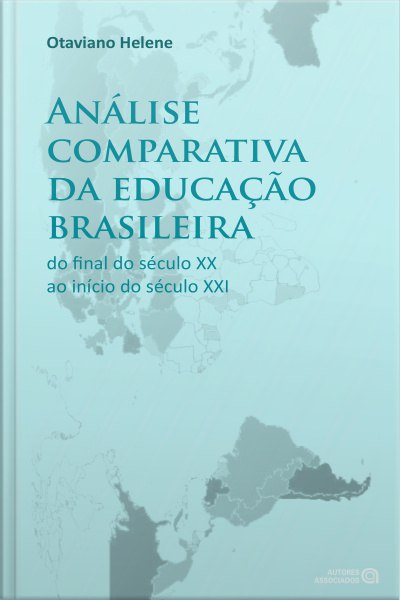 Otaviano Helene
ANÁLISE
COMPARATIVA
DA EDUCAÇÃO
BRASILEIRA
do final do século XX
ao início do século XXI
AUTORES
ASSOCIADOS